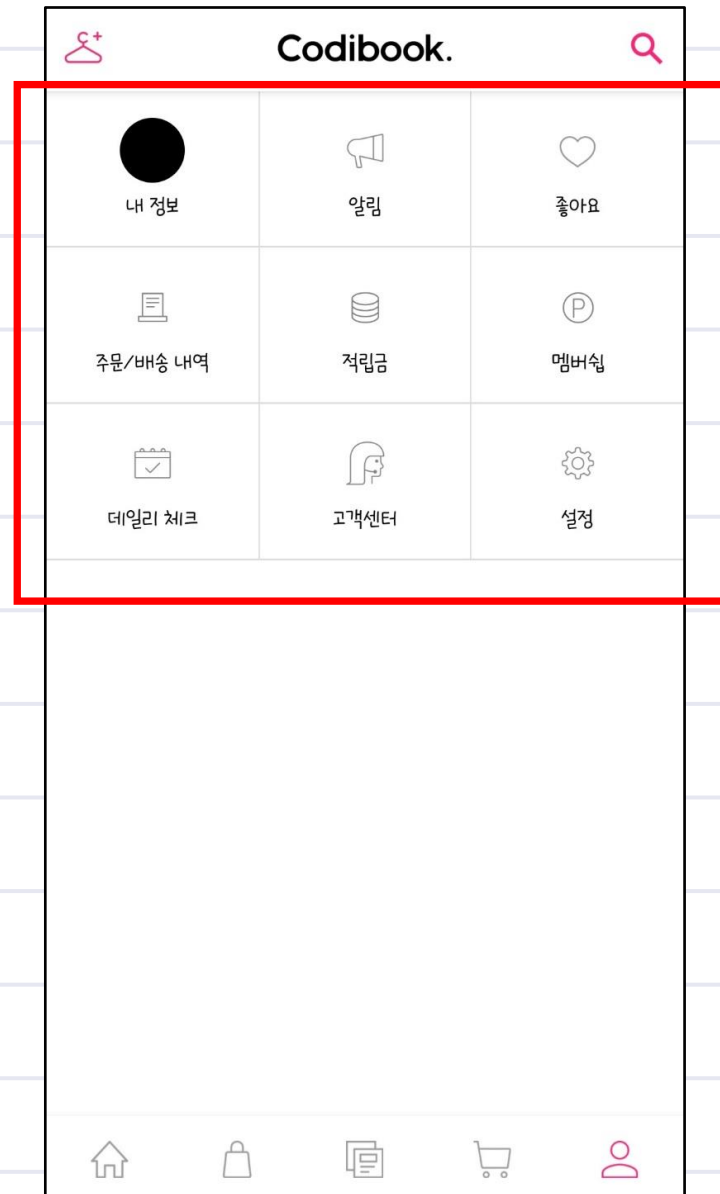 C+
Codibook.
내 정보
알림
좋아요
주문/배송 내역
적립금
P
멤버쉽
데일리 체크
고객센터
설정